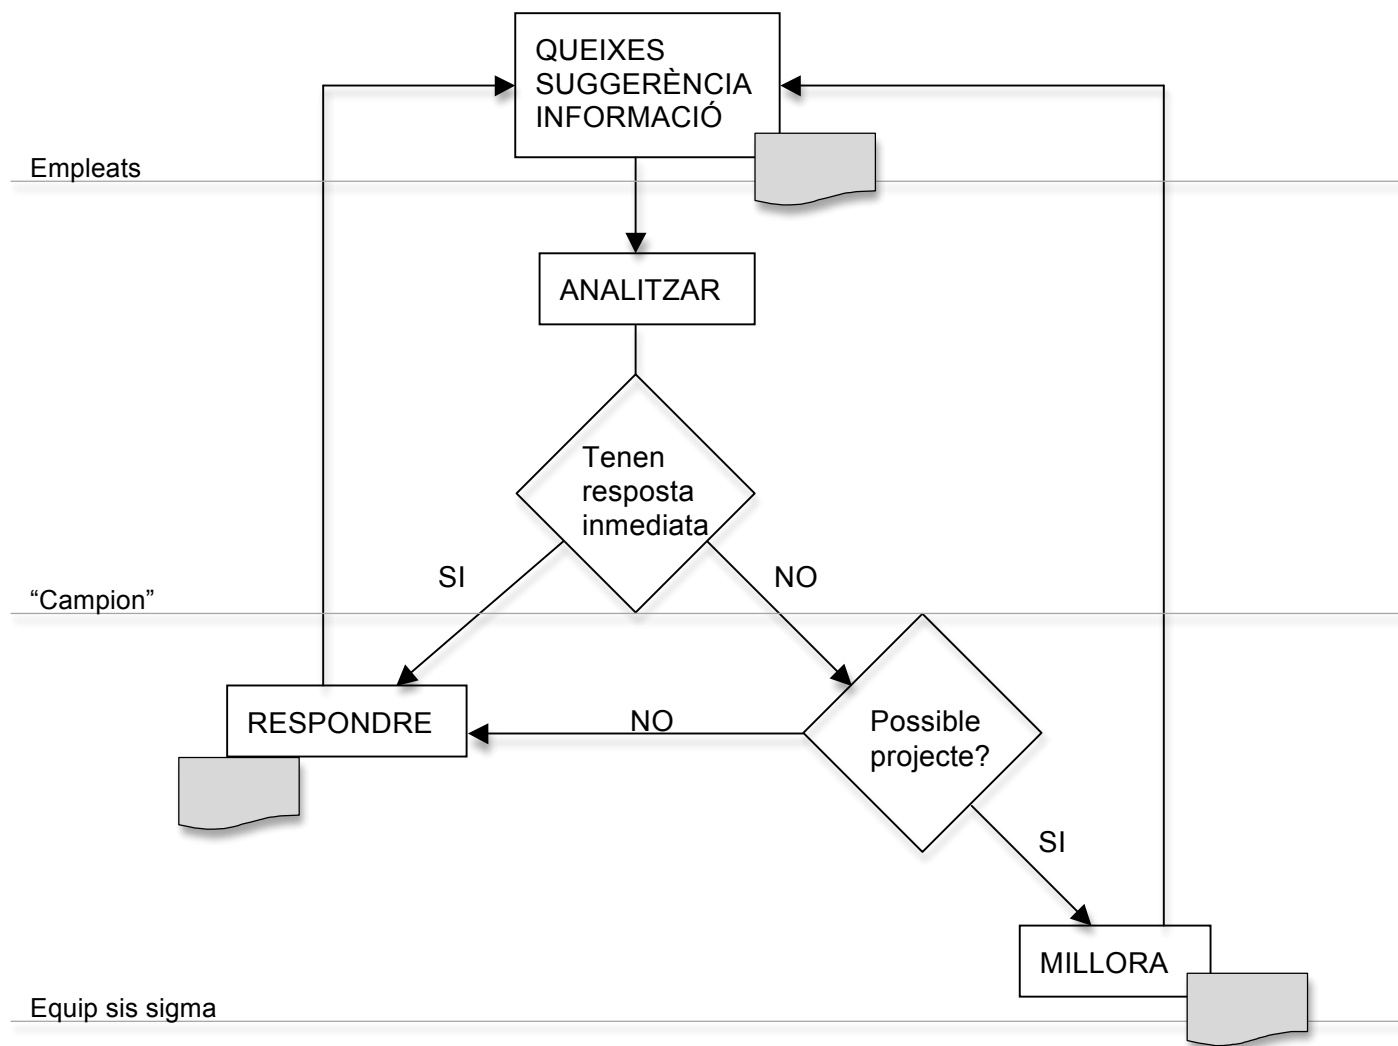 QUEIXES
SUGGERÈNCIA
INFORMACIÓ
Empleats
ANALITZAR
Tenen
resposta
inmediata
SI
NO
“Campion”
RESPONDRE
NO
Possible
projecte?
SI
MILLORA
Equip sis sigma